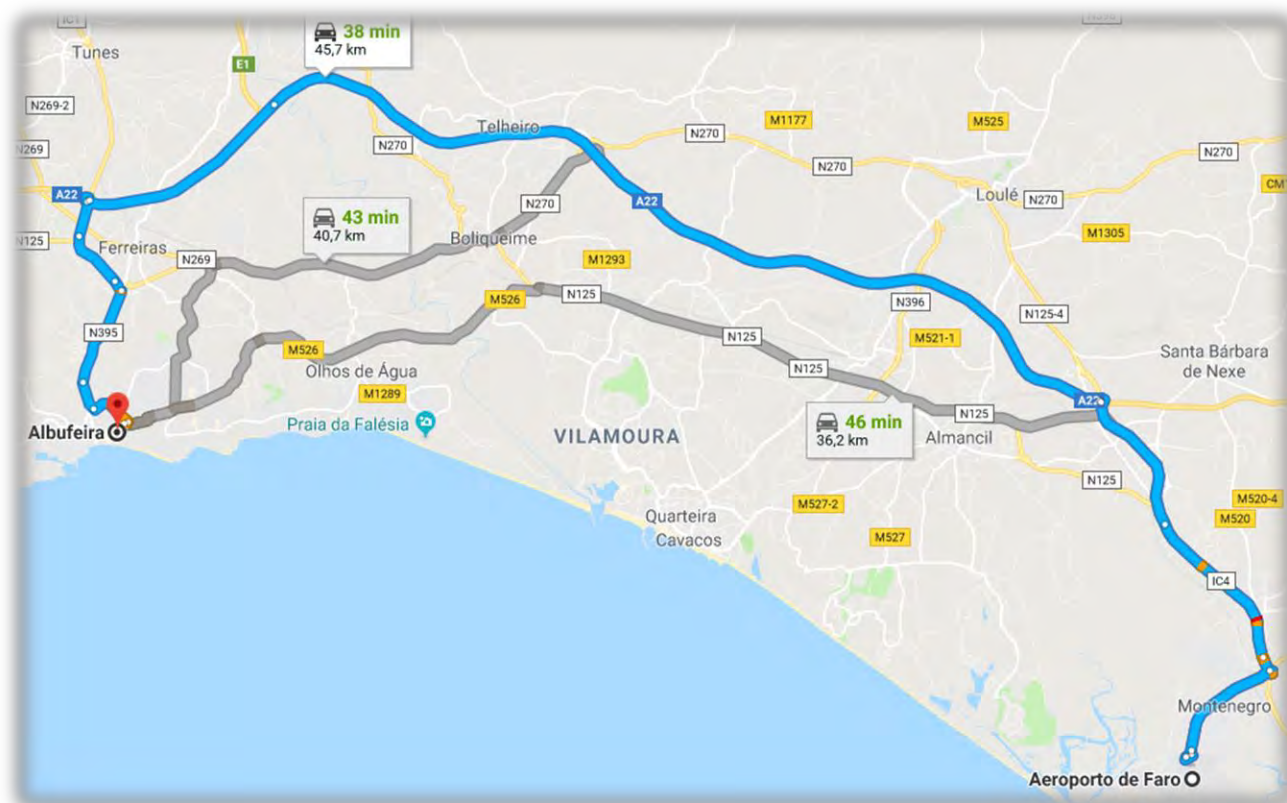 IC1
N394
38 min
45,7 km
Tunes
E1
N269-2
N270
Telheiro
N270
M1177
M525
N269
N270
N270
CM
A22
A22
Loulé
N270
N270
43 min
40,7 km
N125
Ferreiras
Boliqueime
M1305
N269
M1293
M526
N125
N396
N125-4
N395
M526
N125
M521-1
Santa Bárbara
de Nexe
Olhos de Água
N125
M1289
A22
Albufeira
Praia da Falésia
VILAMOURA
46 min
36,2 km
N125
Almancil
N125
M520-4
M527-2
M520
Quarteira
Cavacos
M527
IC4
Montenegro
Aeroporto de Faro